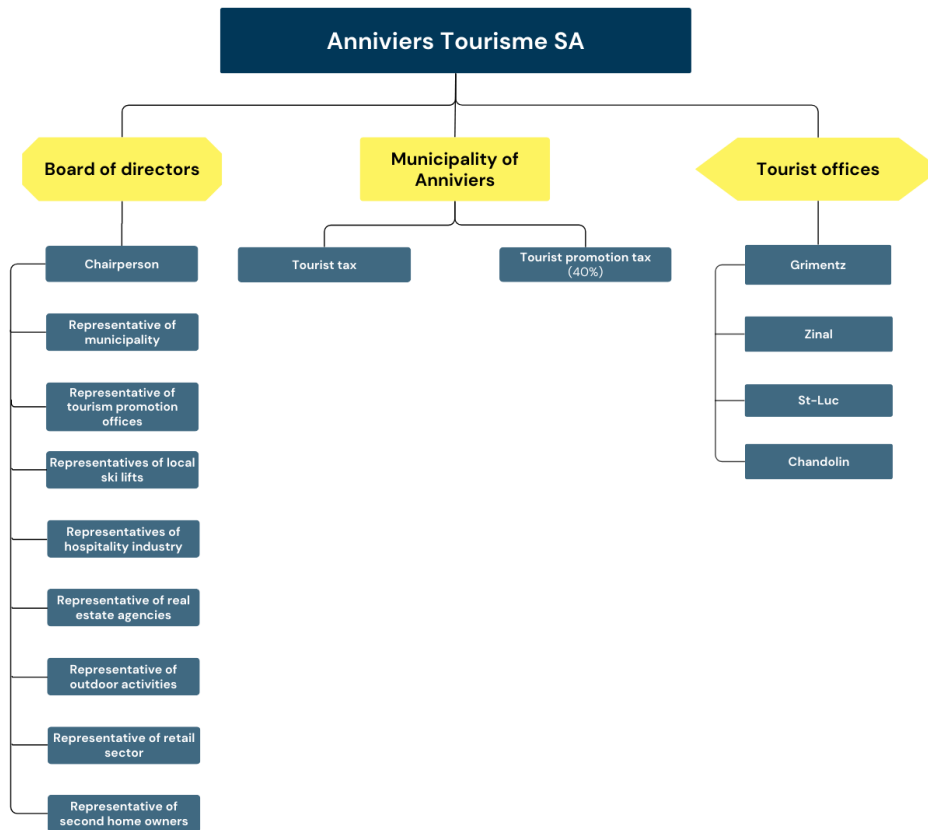 Anniviers Tourisme SA
Board of directors
Municipality of
Anniviers
Tourist offices
Chairperson
Representative of
municipality
Representative of
tourism promotion
offices
Representatives of local
ski lifts
Representatives of
hospitality industry
Representative of real
estate agencies
Representative of
outdoor activities
Representative of retail
sector
Representative of
second home owners
Tourist tax
Tourist promotion tax
(40%)
Grimentz
Zinal
St-Luc
Chandolin